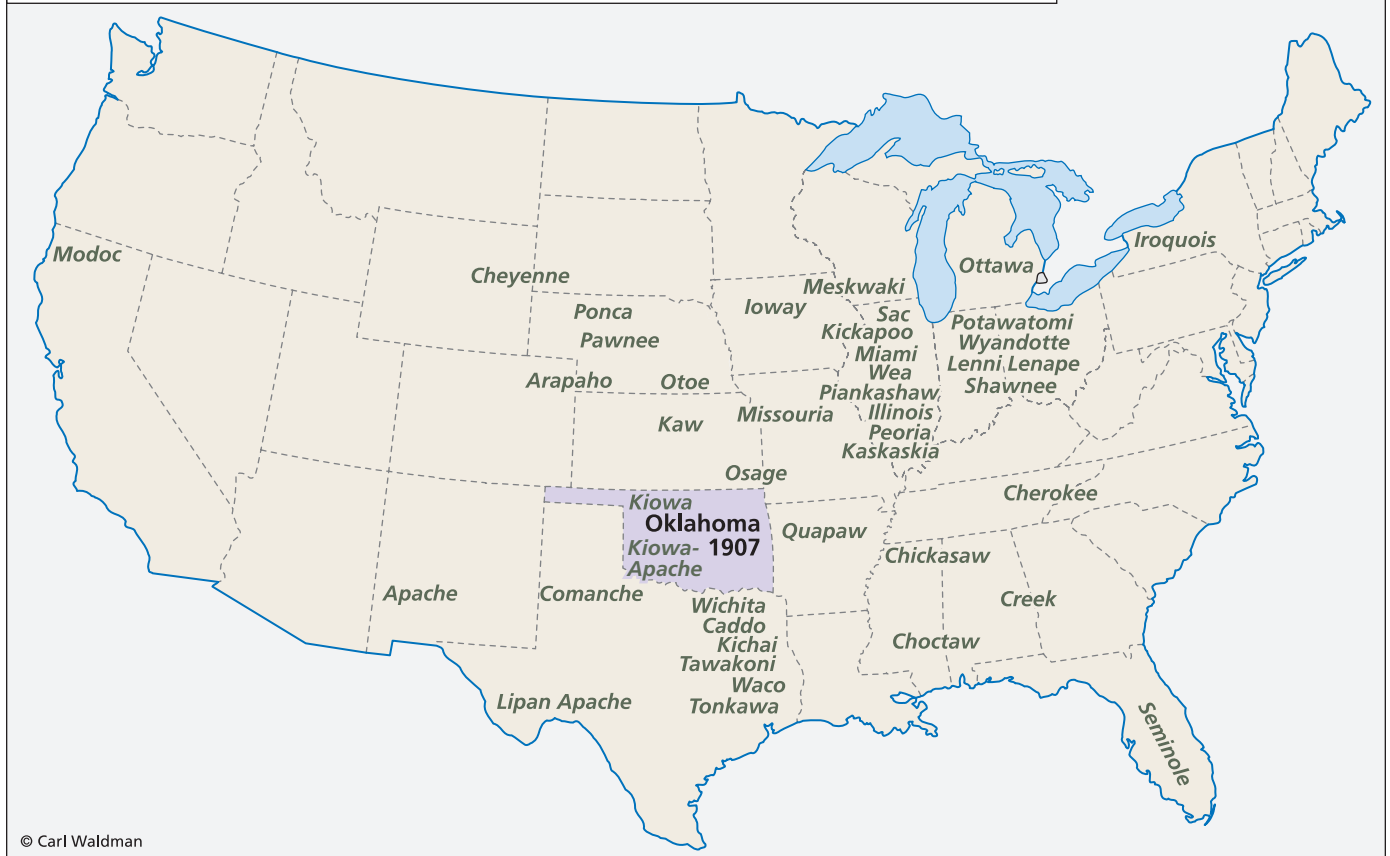 Modoc
Cheyenne
Ponca
Pawnee
Arapaho
Otoe
Kaw
Osage
Ioway
Missouria
Meskwaki
Sac
Kickapoo
Miami
Wea
Piankashaw
Illinois
Peoria
Kaskaskia
Ottawa
Potawatomi
Wyandotte
Lenni Lenape
Shawnee
Iroquois
Kiowa
Oklahoma
1907
Kiowa-
Apache
Quapaw
Cherokee
Chickasaw
Creek
Choctaw
Seminole
Apache
Comanche
Wichita
Caddo
Kichai
Tawakoni
Waco
Tonkawa
Lipan Apache
© Carl Waldman